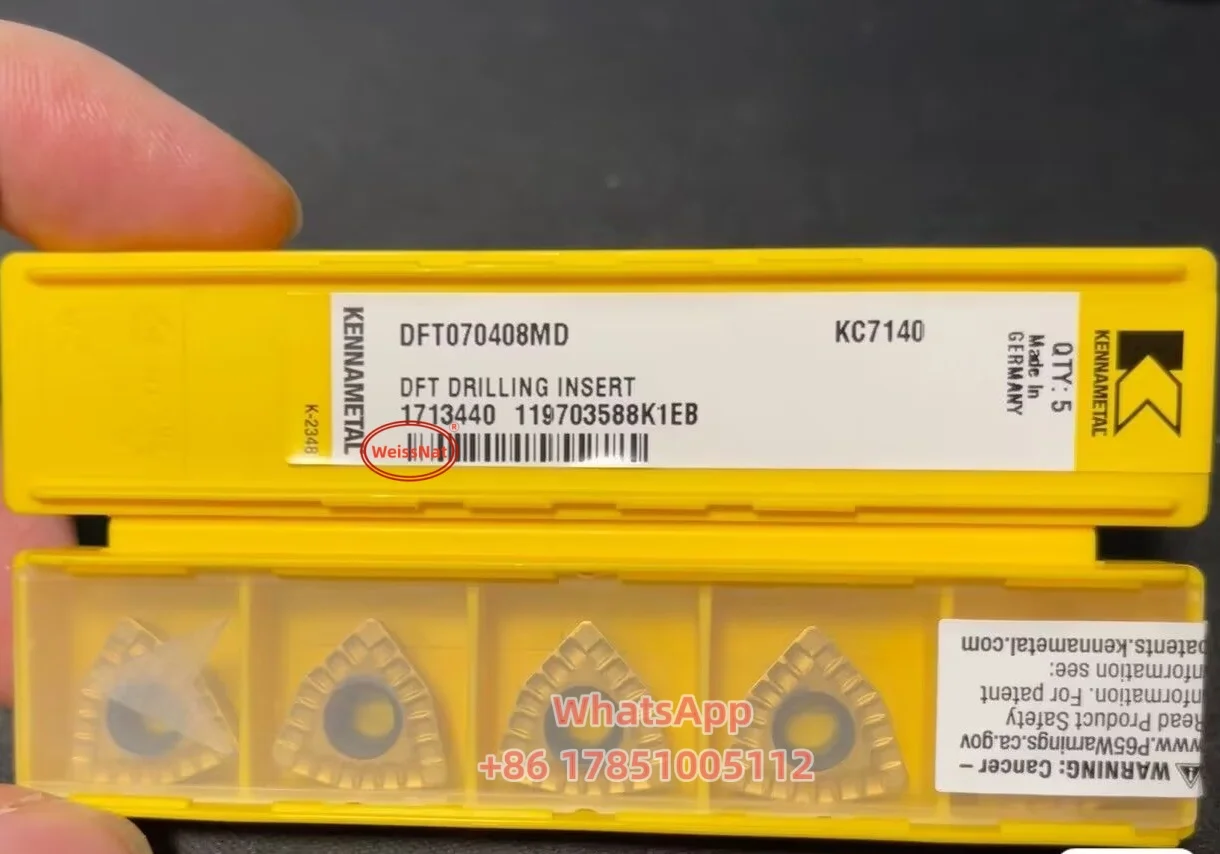 KENNAMETAL
K-2348
DFT070408MD
KC7140
DFT DRILLING INSERT
1713440 119703588K1EB
WeissNat
®
QTY: 5
Made In
GERMANY
KENNAMETAL
WhatsApp
+86 17851005112
⚠ WARNING: Cancer –
www.P65Warnings.ca.gov
Read Product Safety
information. For patent
information see:
patents.kennametal.com